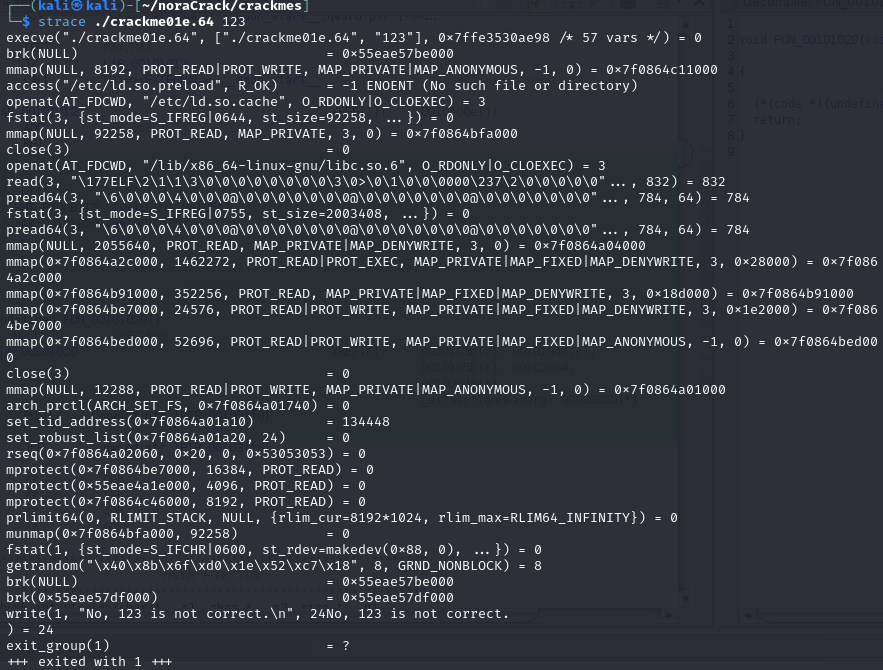 ┌──(kali㉿kali)-[~/noraCrack/crackmes]
└─$ strace ./crackme01e.64 123
execve("./crackme01e.64", ["./crackme01e.64", "123"], 0x7ffe3530ae98 /* 57 vars */) = 0
brk(NULL)                               = 0x55eae57be000
mmap(NULL, 8192, PROT_READ|PROT_WRITE, MAP_PRIVATE|MAP_ANONYMOUS, -1, 0) = 0x7f0864c11000
access("/etc/ld.so.preload", R_OK)      = -1 ENOENT (No such file or directory)
openat(AT_FDCWD, "/etc/ld.so.cache", O_RDONLY|O_CLOEXEC) = 3
fstat(3, {st_mode=S_IFREG|0644, st_size=92258, ...}) = 0
mmap(NULL, 92258, PROT_READ, MAP_PRIVATE, 3, 0) = 0x7f0864bfa000
close(3)                                = 0
openat(AT_FDCWD, "/lib/x86_64-linux-gnu/libc.so.6", O_RDONLY|O_CLOEXEC) = 3
read(3, "\177ELF\2\1\1\3\0\0\0\0\0\0\0\0\3\0>\0\1\0\0\0000\237\2\0\0\0\0\0"..., 832) = 832
pread64(3, "\6\0\0\0\4\0\0\0@\0\0\0\0\0\0\0@\0\0\0\0\0\0\0@\0\0\0\0\0\0\0"..., 784, 64) = 784
fstat(3, {st_mode=S_IFREG|0755, st_size=2003408, ...}) = 0
pread64(3, "\6\0\0\0\4\0\0\0@\0\0\0\0\0\0\0@\0\0\0\0\0\0\0@\0\0\0\0\0\0\0"..., 784, 64) = 784
mmap(NULL, 2055640, PROT_READ, MAP_PRIVATE|MAP_DENYWRITE, 3, 0) = 0x7f0864a04000
mmap(0x7f0864a2c000, 1462272, PROT_READ|PROT_EXEC, MAP_PRIVATE|MAP_FIXED|MAP_DENYWRITE, 3, 0x28000) = 0x7f086
4a2c000
mmap(0x7f0864b91000, 352256, PROT_READ, MAP_PRIVATE|MAP_FIXED|MAP_DENYWRITE, 3, 0x18d000) = 0x7f0864b91000
mmap(0x7f0864be7000, 24576, PROT_READ|PROT_WRITE, MAP_PRIVATE|MAP_FIXED|MAP_DENYWRITE, 3, 0x1e2000) = 0x7f086
4be7000
mmap(0x7f0864bed000, 52696, PROT_READ|PROT_WRITE, MAP_PRIVATE|MAP_FIXED|MAP_ANONYMOUS, -1, 0) = 0x7f0864bed00
0
close(3)                                = 0
mmap(NULL, 12288, PROT_READ|PROT_WRITE, MAP_PRIVATE|MAP_ANONYMOUS, -1, 0) = 0x7f0864a01000
arch_prctl(ARCH_SET_FS, 0x7f0864a01740) = 0
set_tid_address(0x7f0864a01a10)         = 134448
set_robust_list(0x7f0864a01a20, 24)     = 0
rseq(0x7f0864a02060, 0x20, 0, 0x53053053) = 0
mprotect(0x7f0864be7000, 16384, PROT_READ) = 0
mprotect(0x55eae4a1e000, 4096, PROT_READ) = 0
mprotect(0x7f0864c46000, 8192, PROT_READ) = 0
prlimit64(0, RLIMIT_STACK, NULL, {rlim_cur=8192*1024, rlim_max=RLIM64_INFINITY}) = 0
munmap(0x7f0864bfa000, 92258)           = 0
fstat(1, {st_mode=S_IFCHR|0600, st_rdev=makedev(0x88, 0), ...}) = 0
getrandom("\x40\x8b\x6f\xd0\x1e\x52\xc7\x18", 8, GRND_NONBLOCK) = 8
brk(NULL)                               = 0x55eae57be000
brk(0x55eae57df000)                     = 0x55eae57df000
write(1, "No, 123 is not correct.\n", 24No, 123 is not correct.
) = 24
exit_group(1)                           = ?
+++ exited with 1 +++